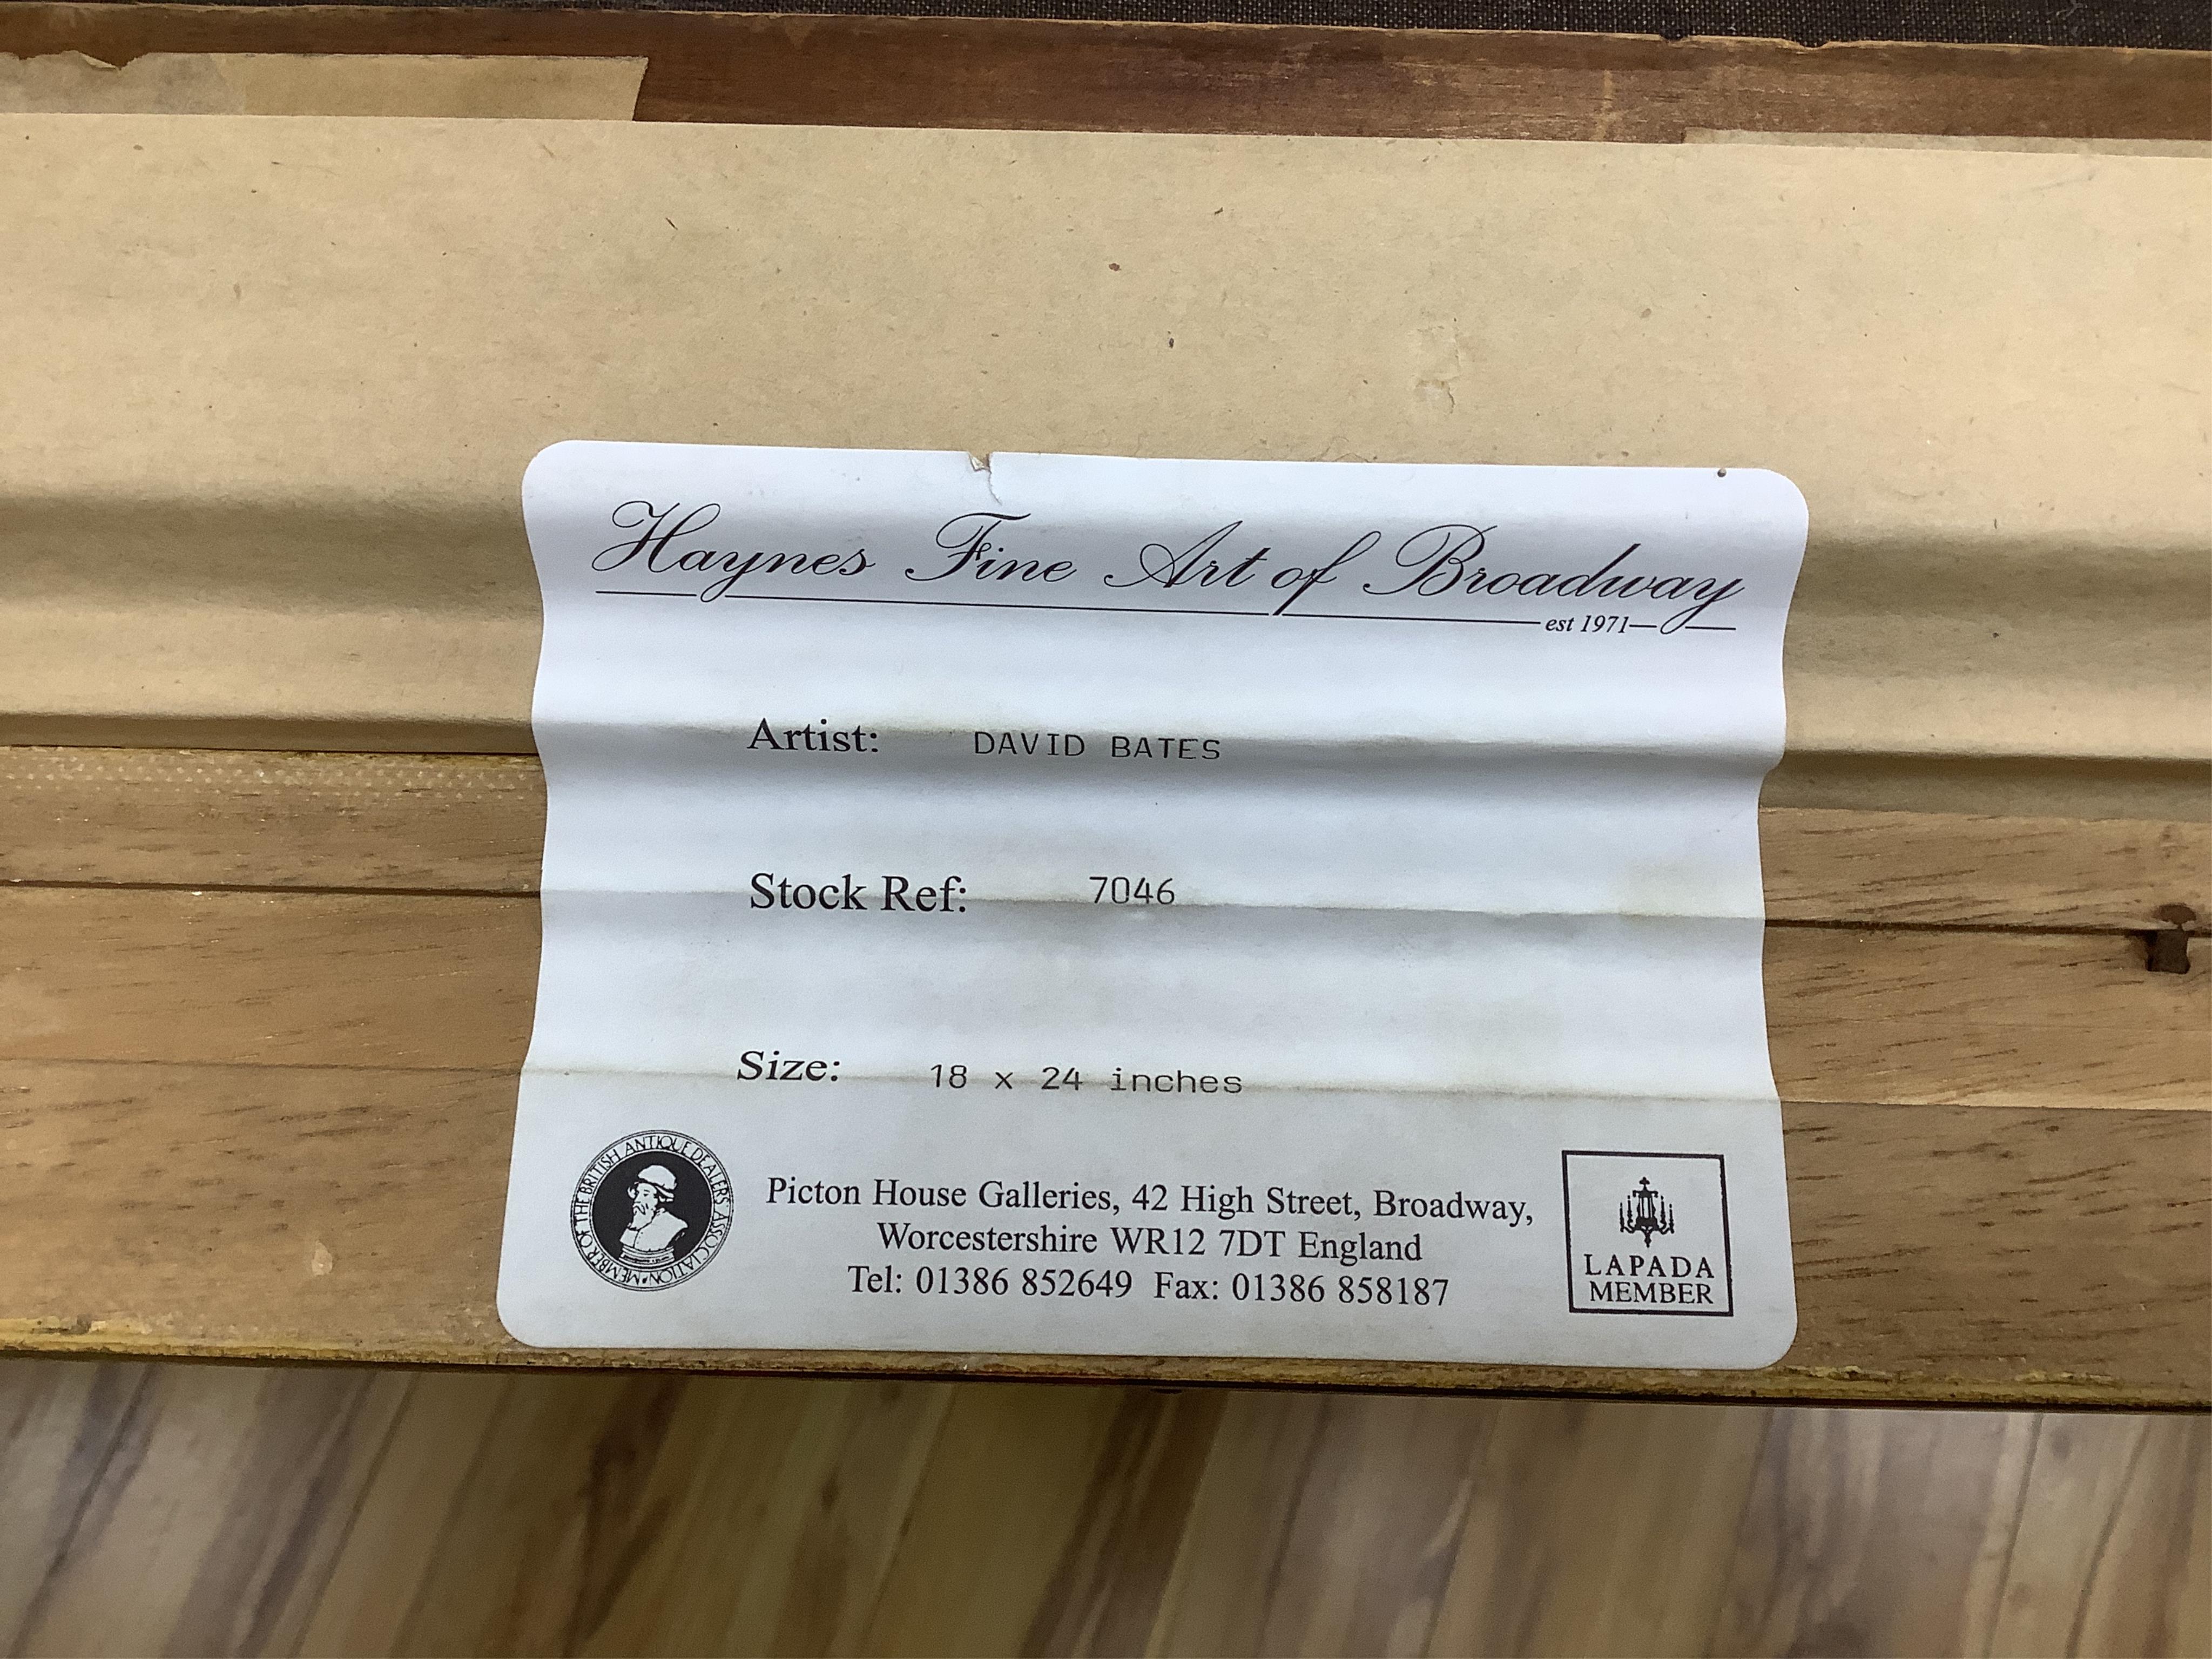 Haynes Fine Art of Broadway
est 1971
Artist: DAVID BATES
Stock Ref: 7046
Size: 18 x 24 inches
MEMBER OF THE BRITISH ANTIQUE DEALERS' ASSOCIATION
Picton House Galleries, 42 High Street, Broadway,
Worcestershire WR12 7DT England
Tel: 01386 852649 Fax: 01386 858187
LAPADA
MEMBER